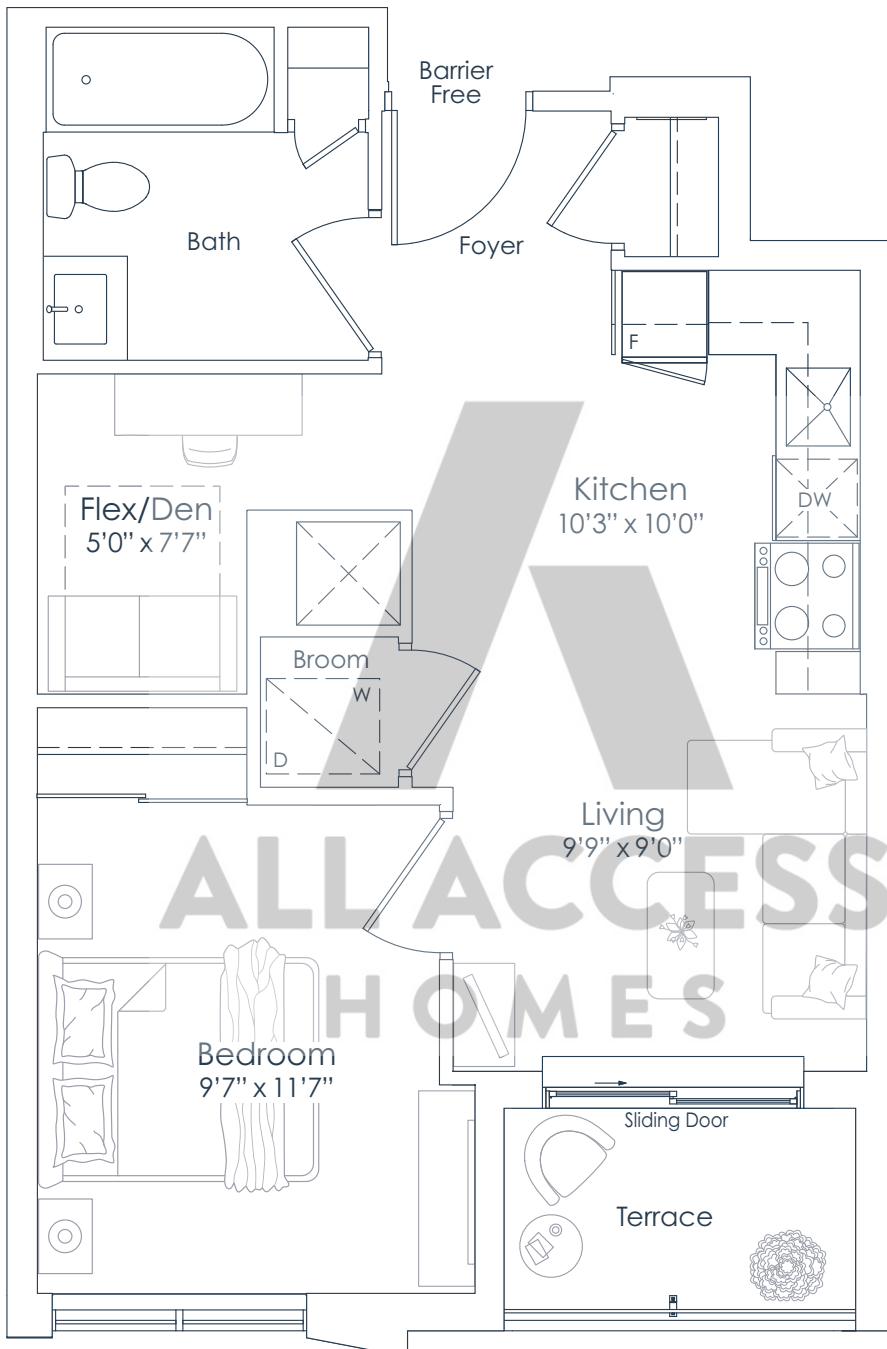 Barrier
Free
Bath
Foyer
F
Kitchen
10'3” x 10'0”
DW
Flex/Den
5'0” x 7'7”
Broom
W
D
Living
9'9” x 9'0”
ALL ACCESS
HOMES
Bedroom
9'7” x 11'7”
Sliding Door
Terrace